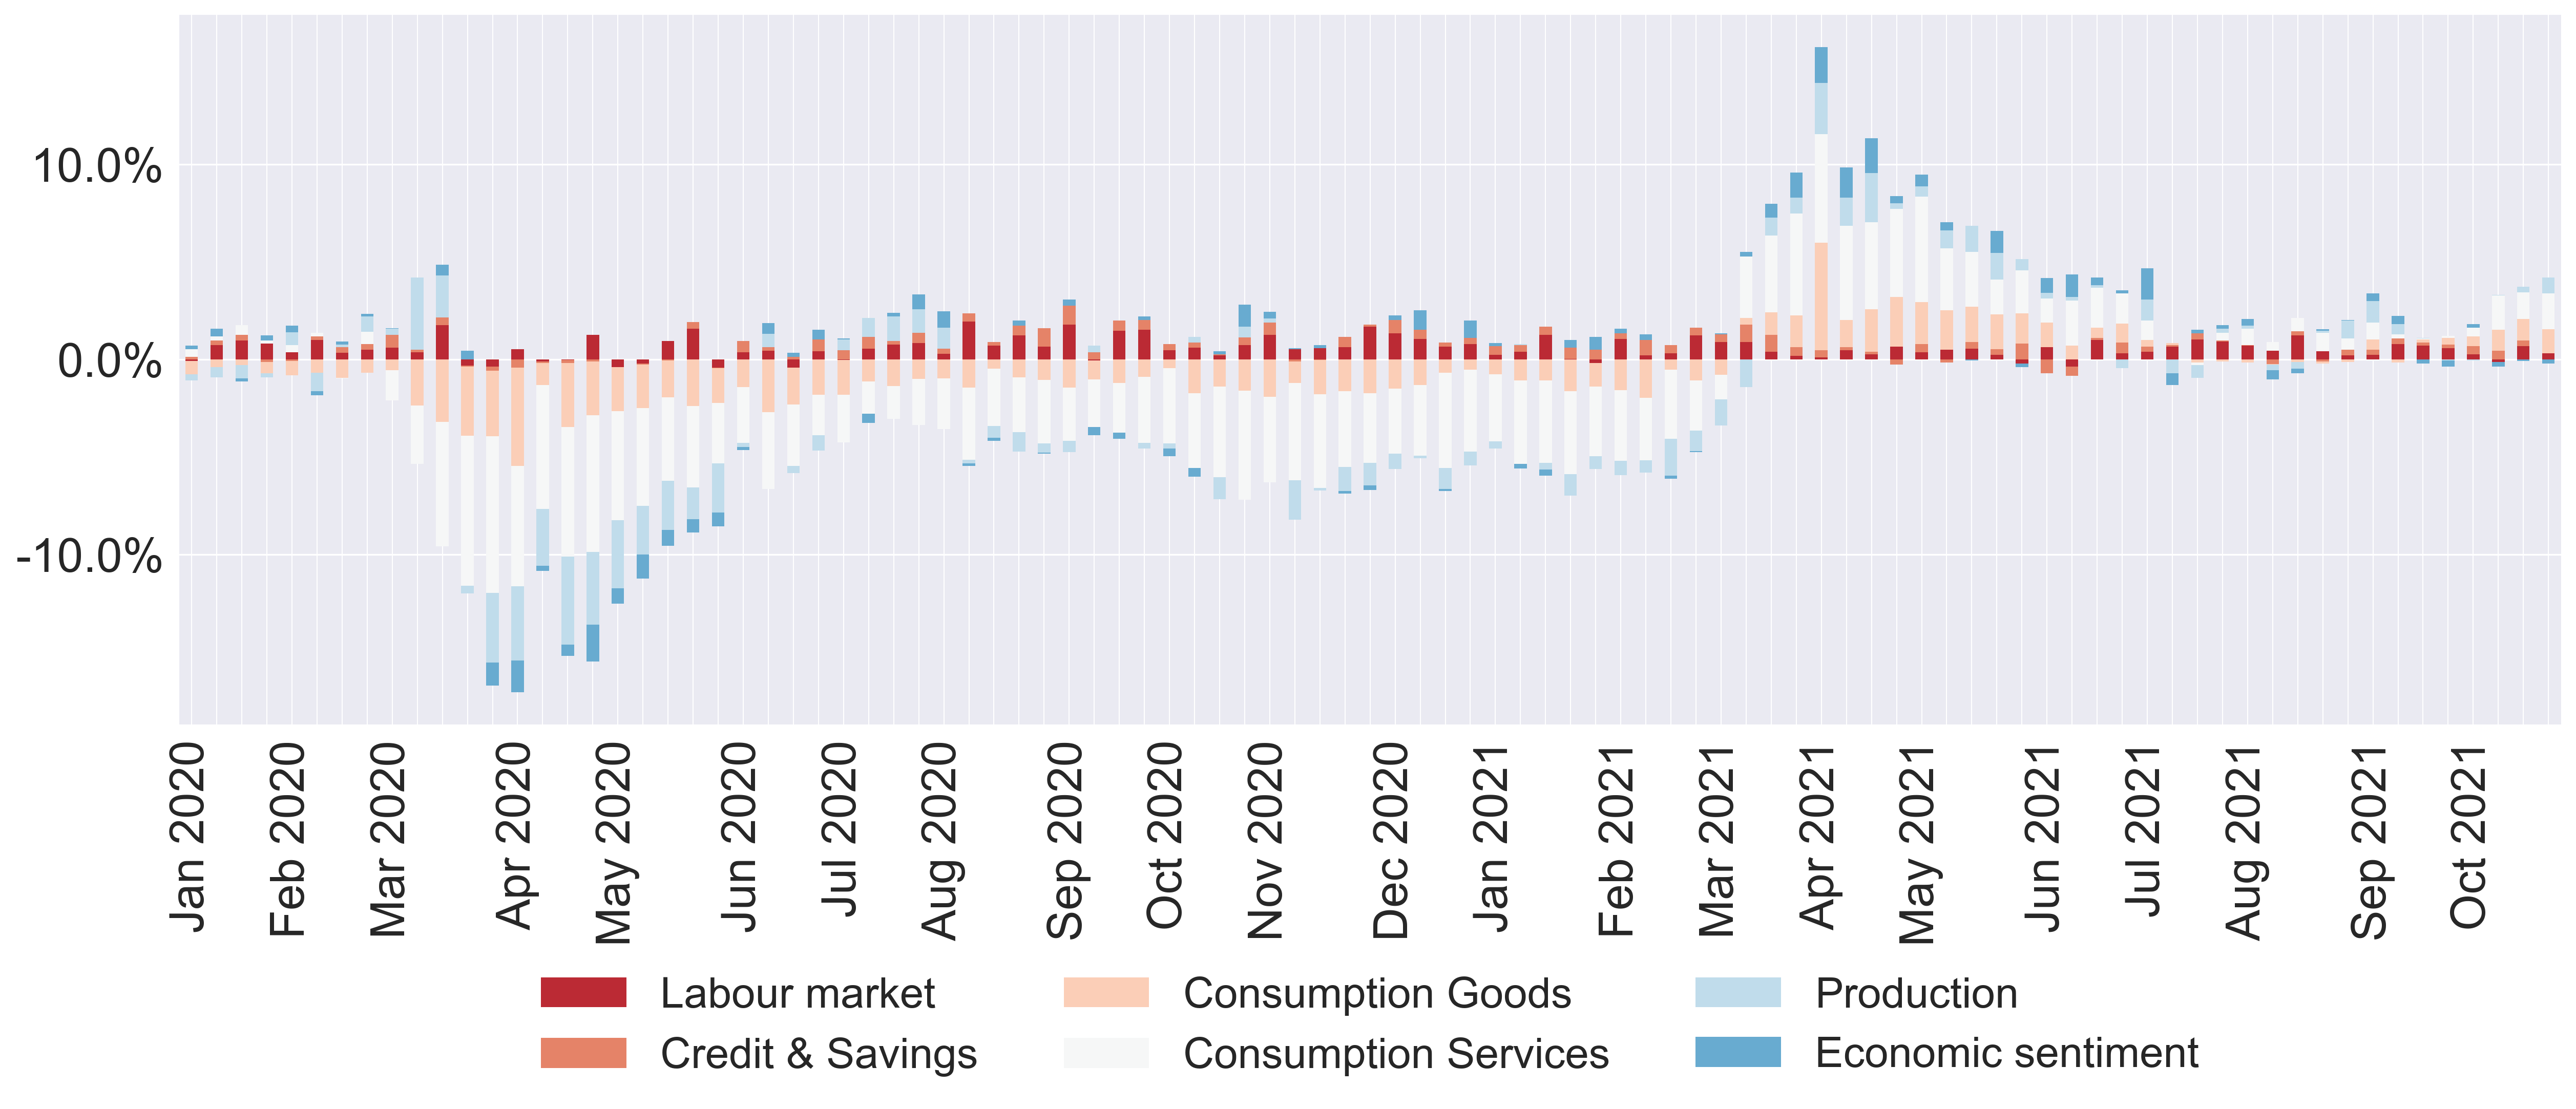 10.0%
0.0%
-10.0%
Jan 2020
Feb 2020
Mar 2020
Apr 2020
May 2020
Jun 2020
Jul 2020
Aug 2020
Sep 2020
Oct 2020
Nov 2020
Dec 2020
Jan 2021
Feb 2021
Mar 2021
Apr 2021
May 2021
Jun 2021
Jul 2021
Aug 2021
Sep 2021
Oct 2021
Labour market
Consumption Goods
Production
Credit & Savings
Consumption Services
Economic sentiment